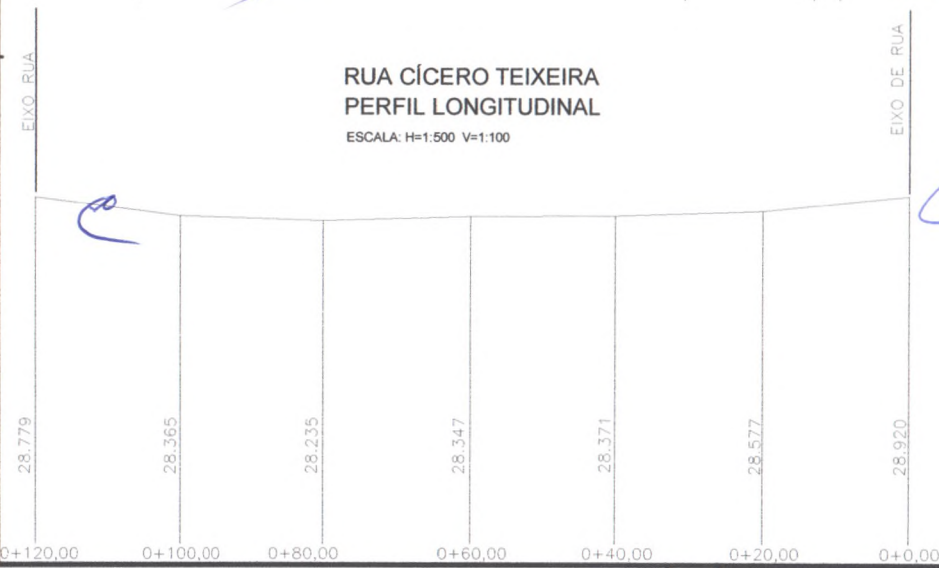 EIXO RUA
EIXO DE RUA
RUA CÍCERO TEIXEIRA
PERFIL LONGITUDINAL
ESCALA: H=1:500 V=1:100
28.779
28.365
28.235
28.347
28.371
28.577
28.920
0+120,00
0+100,00
0+80,00
0+60,00
0+40,00
0+20,00
0+0,00